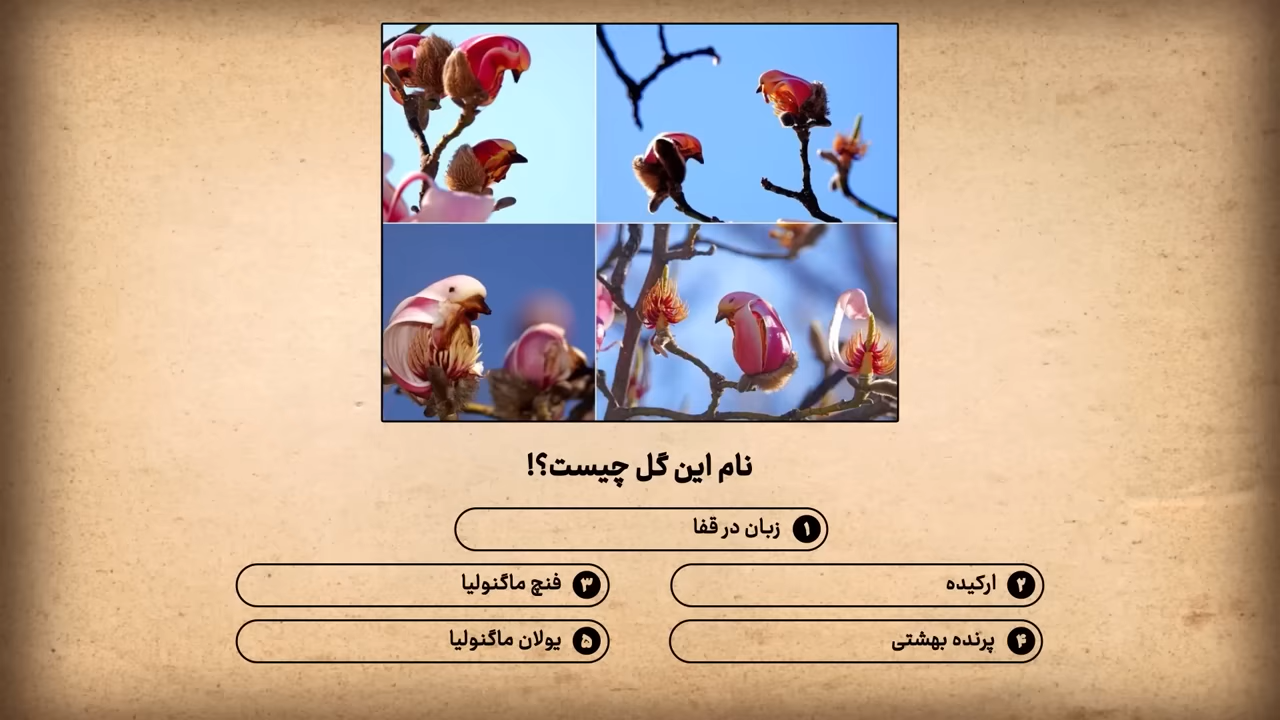 نام این گل چیست؟!
۱ زبان در قفا
۲ ارکیده
۳ فنچ ماگنولیا
۴ پرنده بهشتی
۵ یولان ماگنولیا